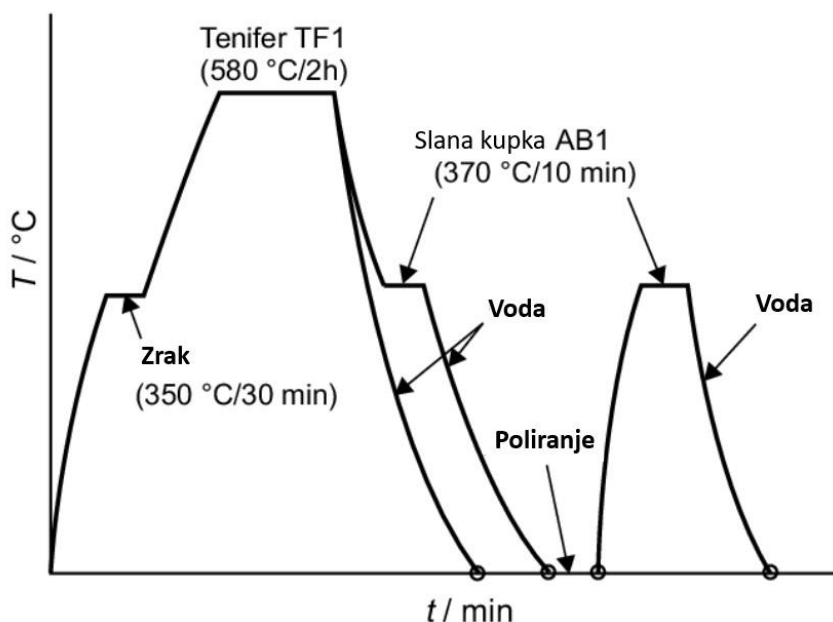 Tenifer TF1
(580 °C/2h)
Slana kupka AB1
(370 °C/10 min)
T / °C
Voda
Voda
Zrak
(350 °C/30 min)
Poliranje
t / min